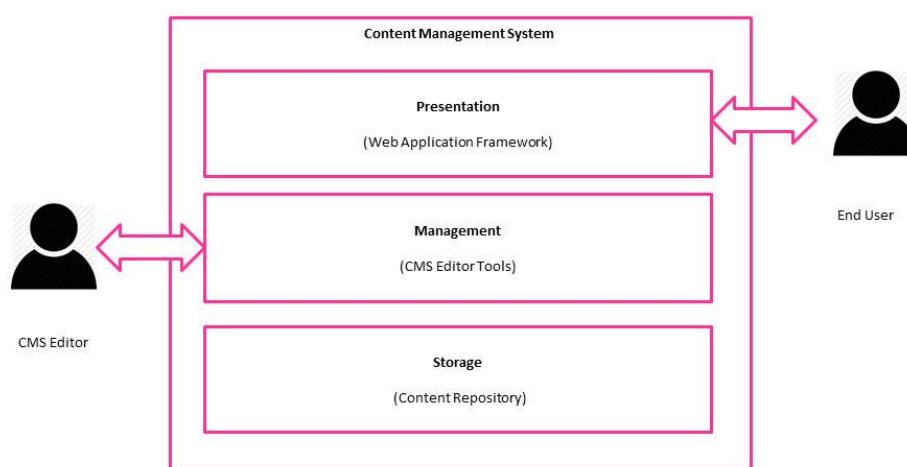 Content Management System
Presentation
(Web Application Framework)
End User
Management
(CMS Editor Tools)
CMS Editor
Storage
(Content Repository)